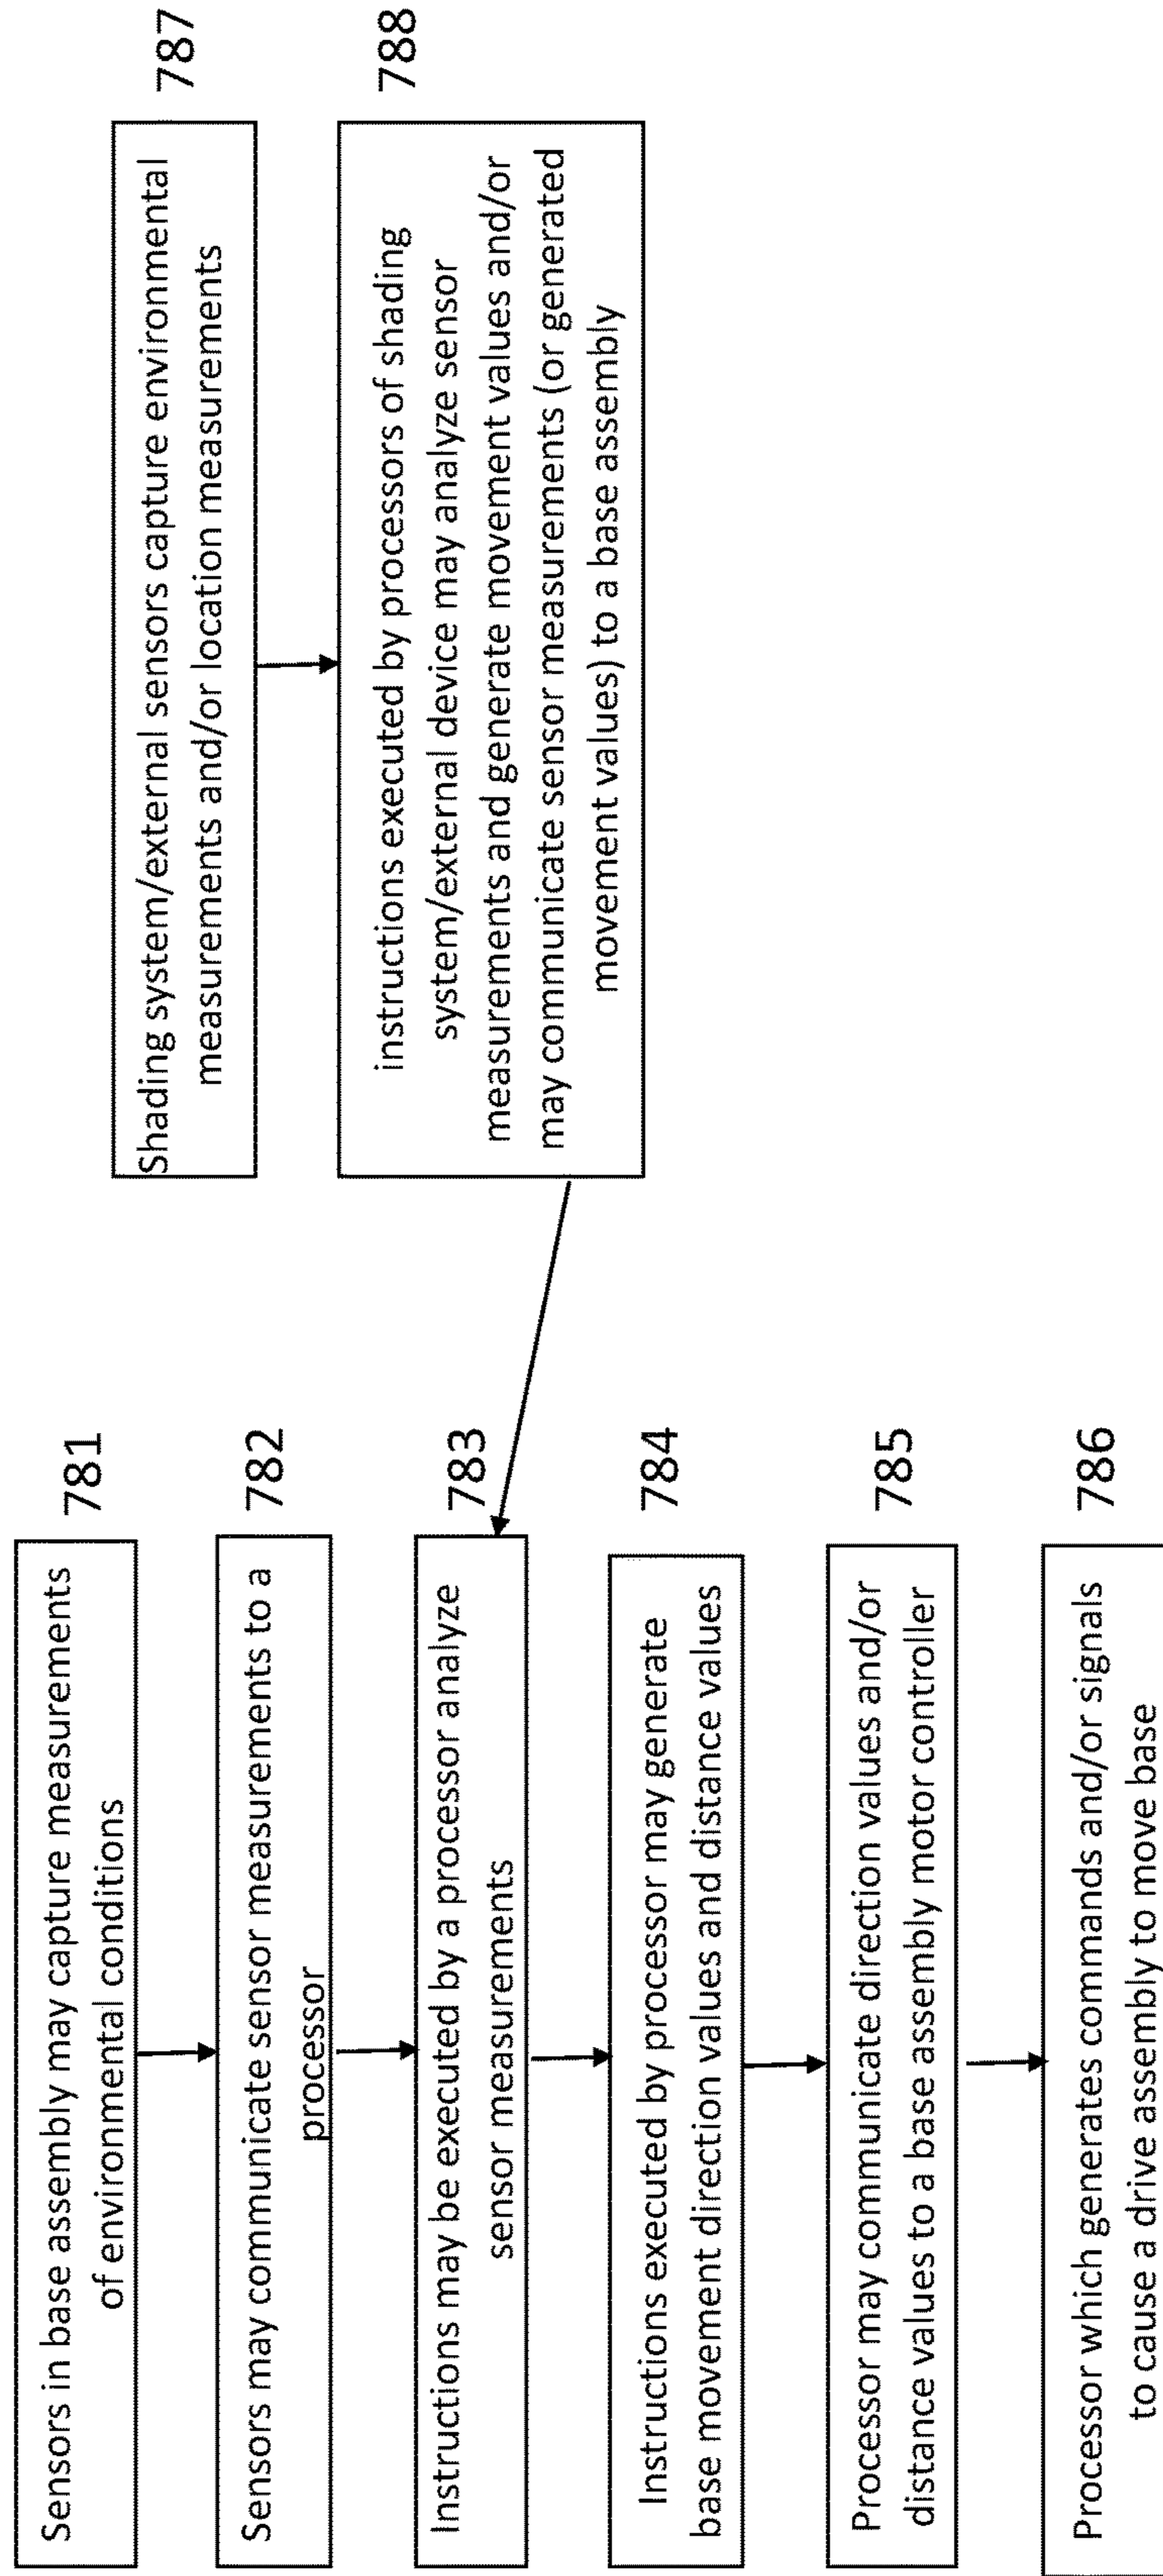 Sensors in base assembly may capture measurements
of environmental conditions
781
Sensors may communicate sensor measurements to a
processor
782
Instructions may be executed by a processor analyze
sensor measurements
783
Instructions executed by processor may generate
base movement direction values and distance values
784
Processor may communicate direction values and/or
distance values to a base assembly motor controller
785
Processor which generates commands and/or signals
to cause a drive assembly to move base
786
Shading system/external sensors capture environmental
measurements and/or location measurements
787
instructions executed by processors of shading
system/external device may analyze sensor
measurements and generate movement values and/or
may communicate sensor measurements (or generated
movement values) to a base assembly
788